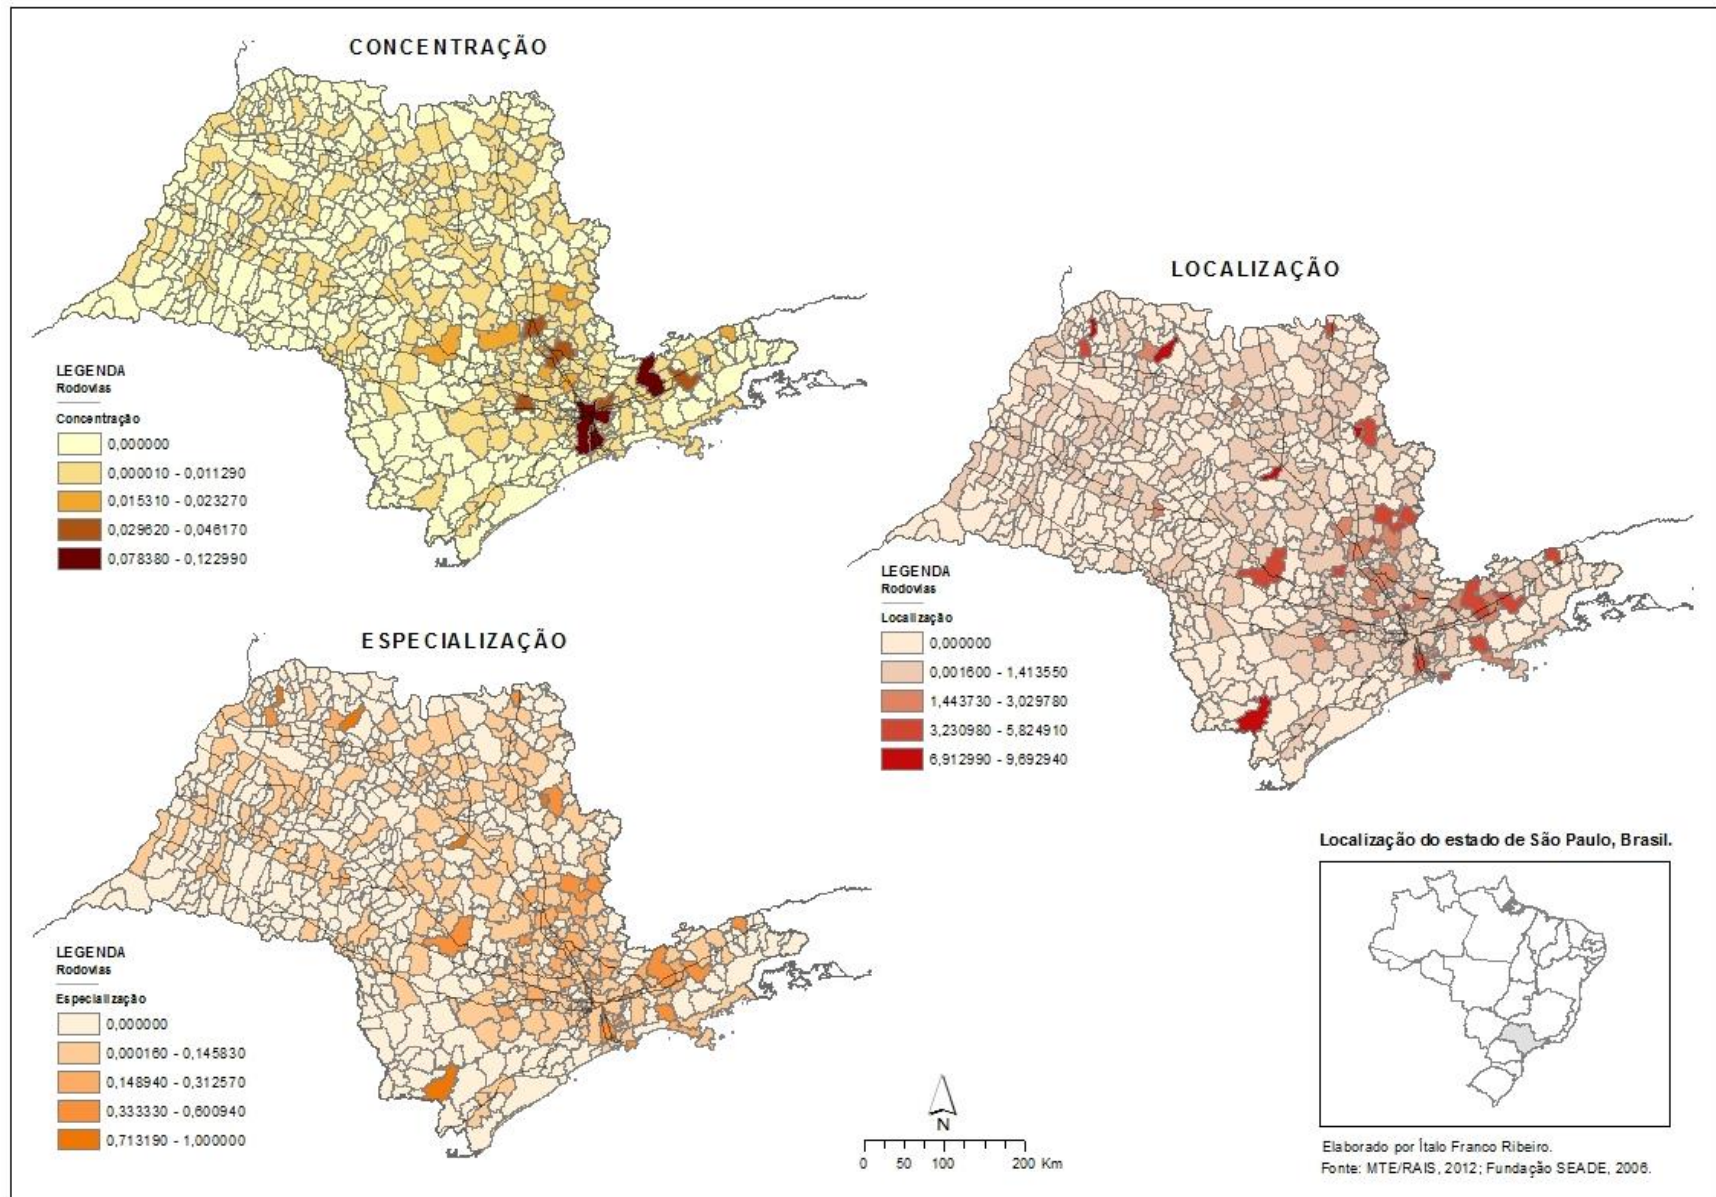 CONCENTRAÇÃO
LEGENDA
Rodovias
Concentração
0,000000
0,000010 - 0,011290
0,015310 - 0,023270
0,029620 - 0,046170
0,078380 - 0,122990
LOCALIZAÇÃO
LEGENDA
Rodovias
Localização
0,000000
0,001600 - 1,413550
1,443730 - 3,029780
3,230980 - 5,824910
6,912990 - 9,692940
ESPECIALIZAÇÃO
LEGENDA
Rodovias
Especialização
0,000000
0,000160 - 0,145830
0,148940 - 0,312570
0,333330 - 0,600940
0,713190 - 1,000000
N
0 50 100 200 Km
Localização do estado de São Paulo, Brasil.
Elaborado por Ítalo Franco Ribeiro.
Fonte: MTE/RAIS, 2012; Fundação SEADE, 2006.